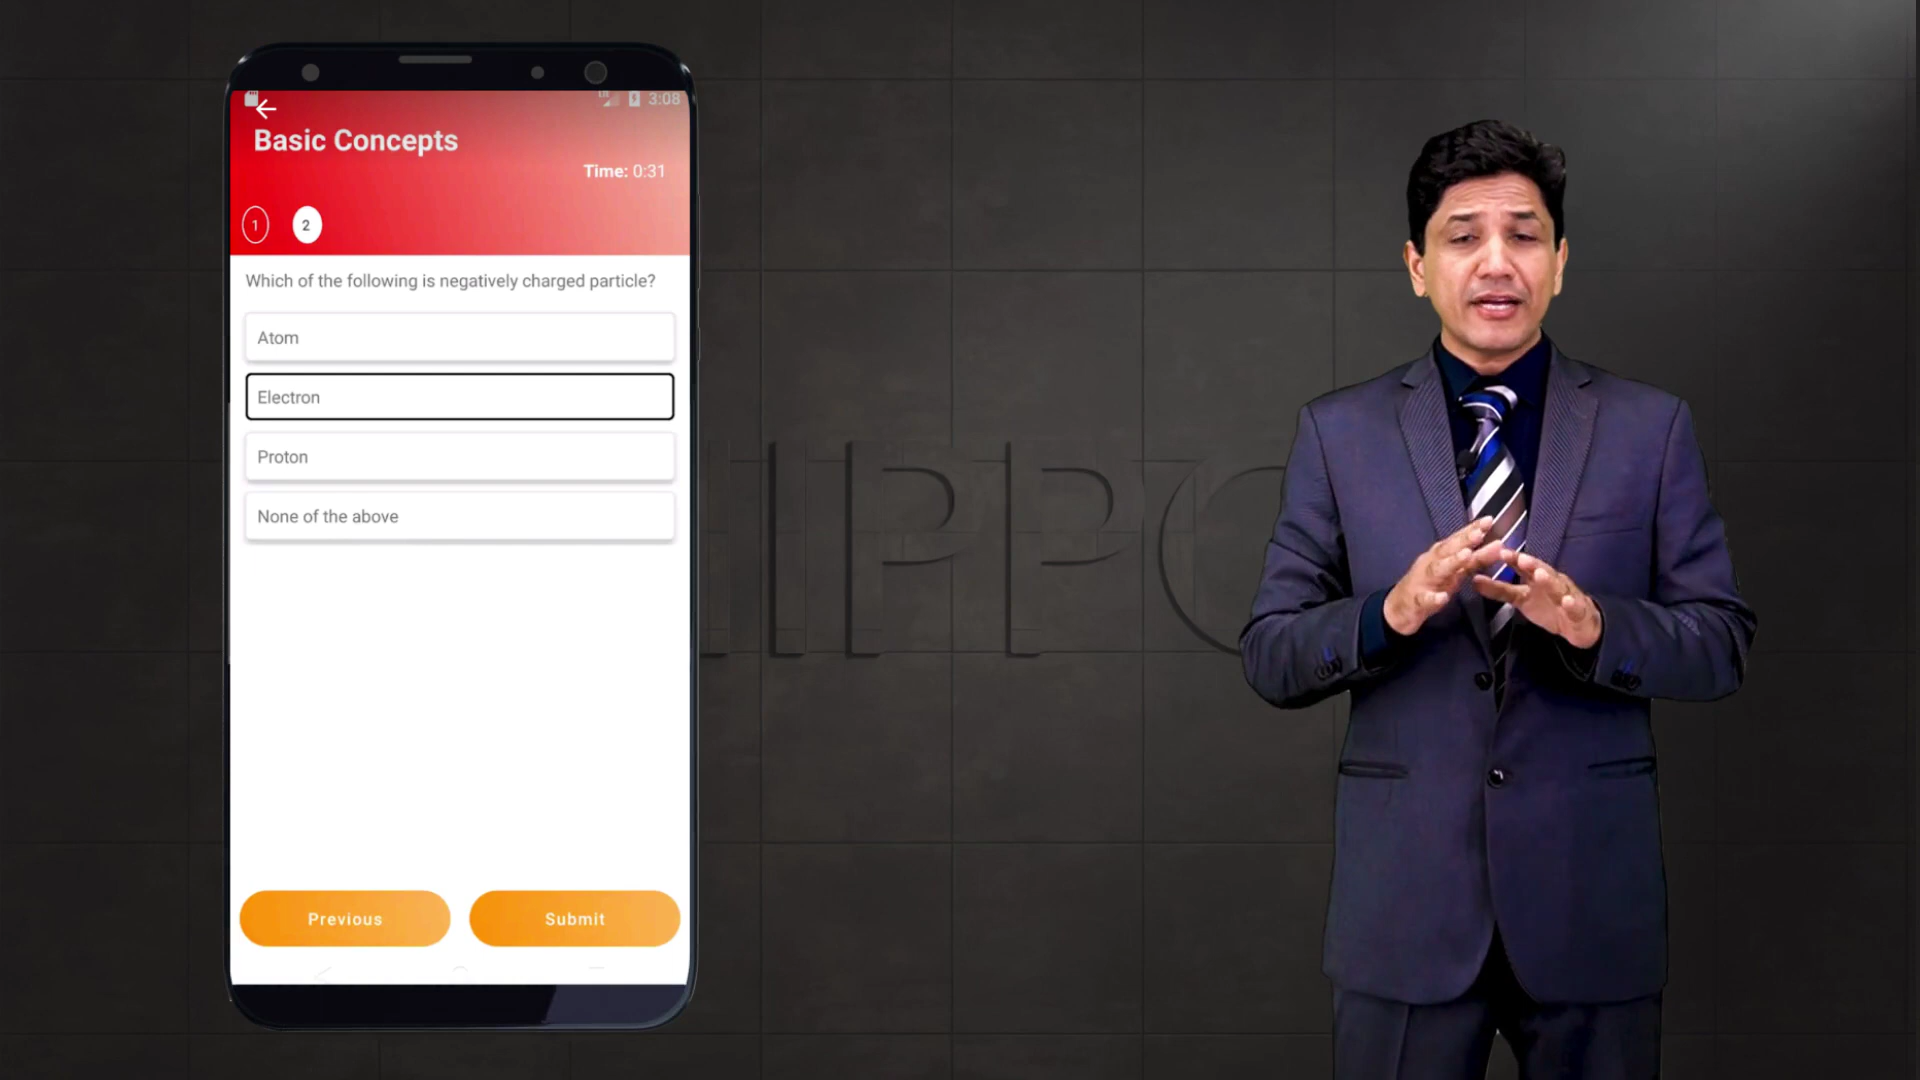 3:08
Basic Concepts
Time: 0:31
1 2
Which of the following is negatively charged particle?
Atom
Electron
Proton
None of the above
Previous Submit